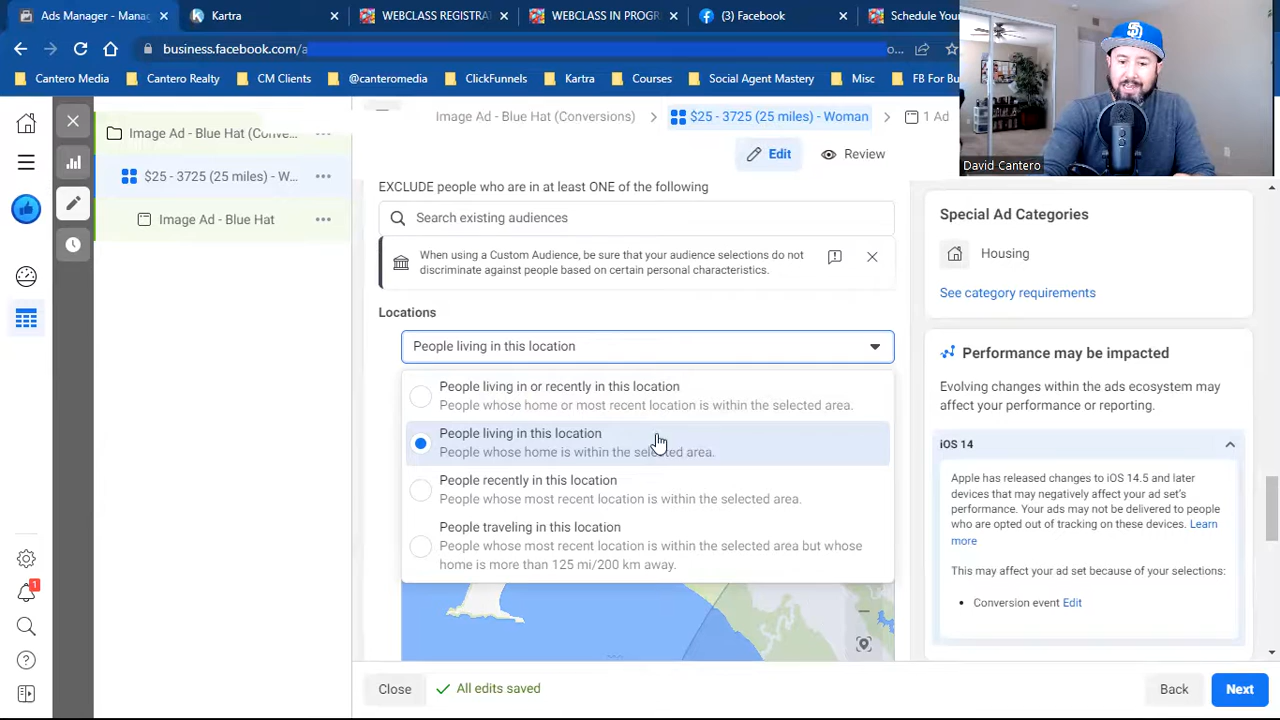 Ads Manager - Manag
Kartra
WEBCLASS REGISTRA
WEBCLASS IN PROGR
(3) Facebook
Schedule You
business.facebook.com/a
o...
Cantero Media
Cantero Realty
CM Clients
@canteromedia
ClickFunnels
Kartra
Courses
Social Agent Mastery
Misc
FB For Bu
David Cantero
Image Ad - Blue Hat (Conve...
$25 - 3725 (25 miles) - W...
Image Ad - Blue Hat
1
Image Ad - Blue Hat (Conversions)
$25 - 3725 (25 miles) - Woman
1 Ad
Edit
Review
EXCLUDE people who are in at least ONE of the following
Search existing audiences
When using a Custom Audience, be sure that your audience selections do not
discriminate against people based on certain personal characteristics.
Locations
People living in this location
People living in or recently in this location
People whose home or most recent location is within the selected area.
People living in this location
People whose home is within the selected area.
People recently in this location
People whose most recent location is within the selected area.
People traveling in this location
People whose most recent location is within the selected area but whose
home is more than 125 mi/200 km away.
Special Ad Categories
Housing
See category requirements
Performance may be impacted
Evolving changes within the ads ecosystem may
affect your performance or reporting.
iOS 14
Apple has released changes to iOS 14.5 and later
devices that may negatively affect your ad set's
performance. Your ads may not be delivered to people
who are opted out of tracking on these devices. Learn
more
This may affect your ad set because of your selections:
Conversion event Edit
Close
All edits saved
Back
Next